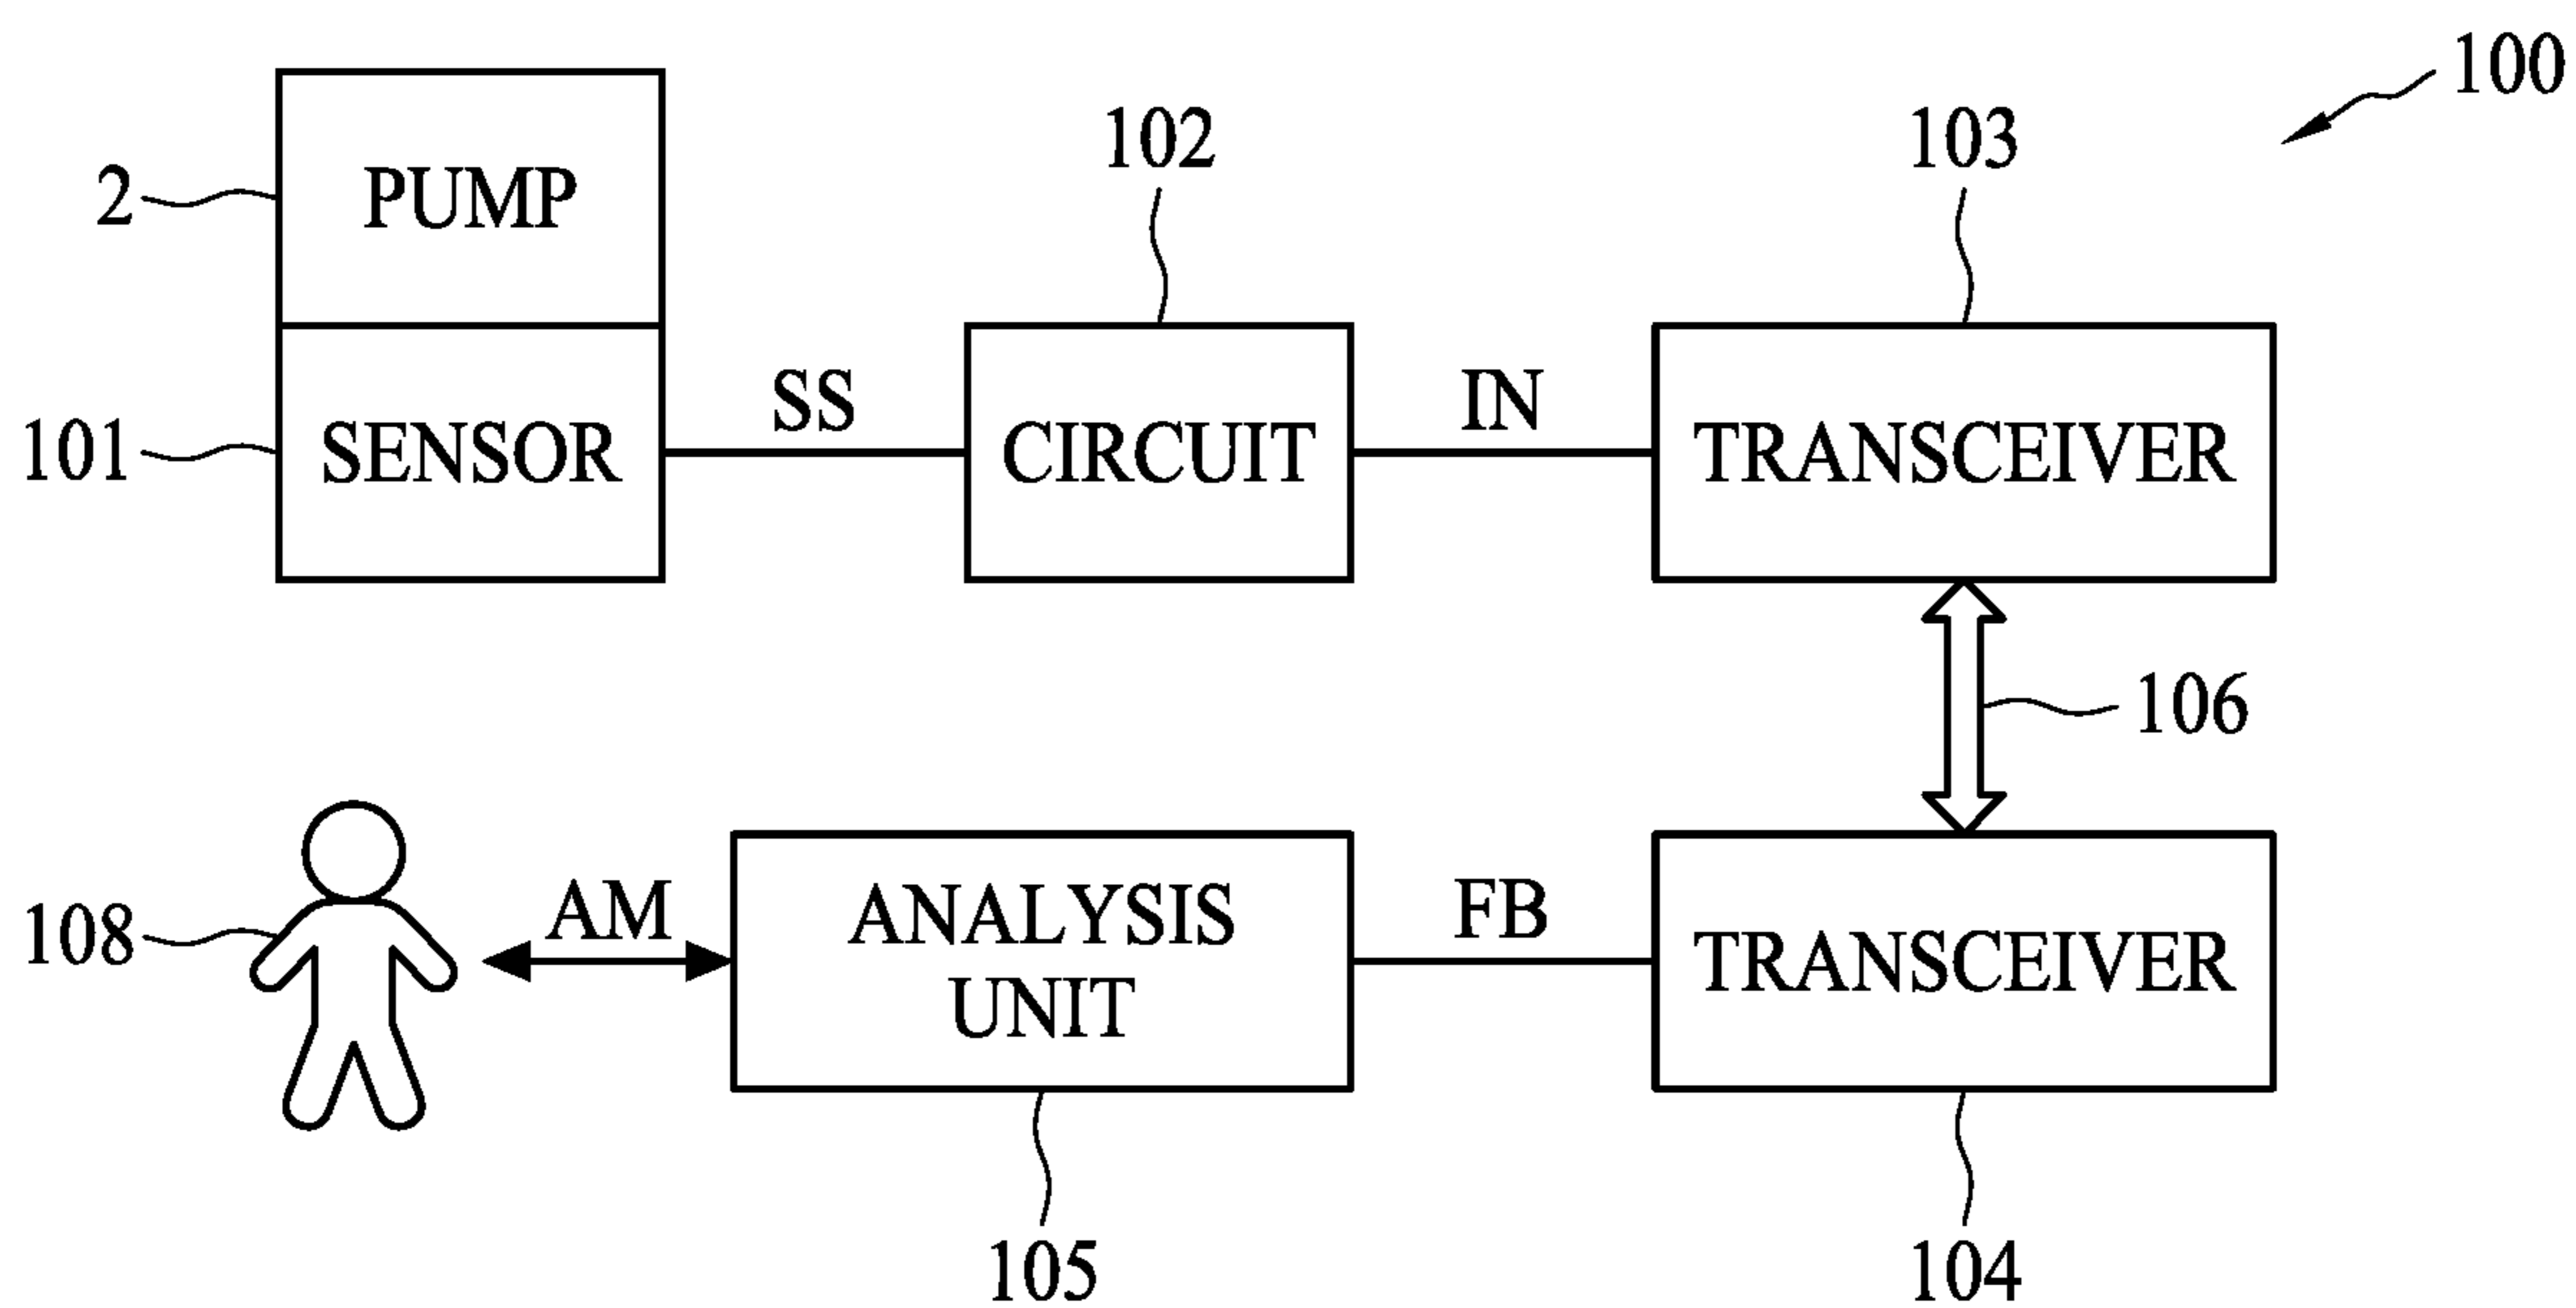 100
102
103
2
PUMP
101
SENSOR
SS
CIRCUIT
IN
TRANSCEIVER
106
108
AM
ANALYSIS
UNIT
FB
TRANSCEIVER
105
104